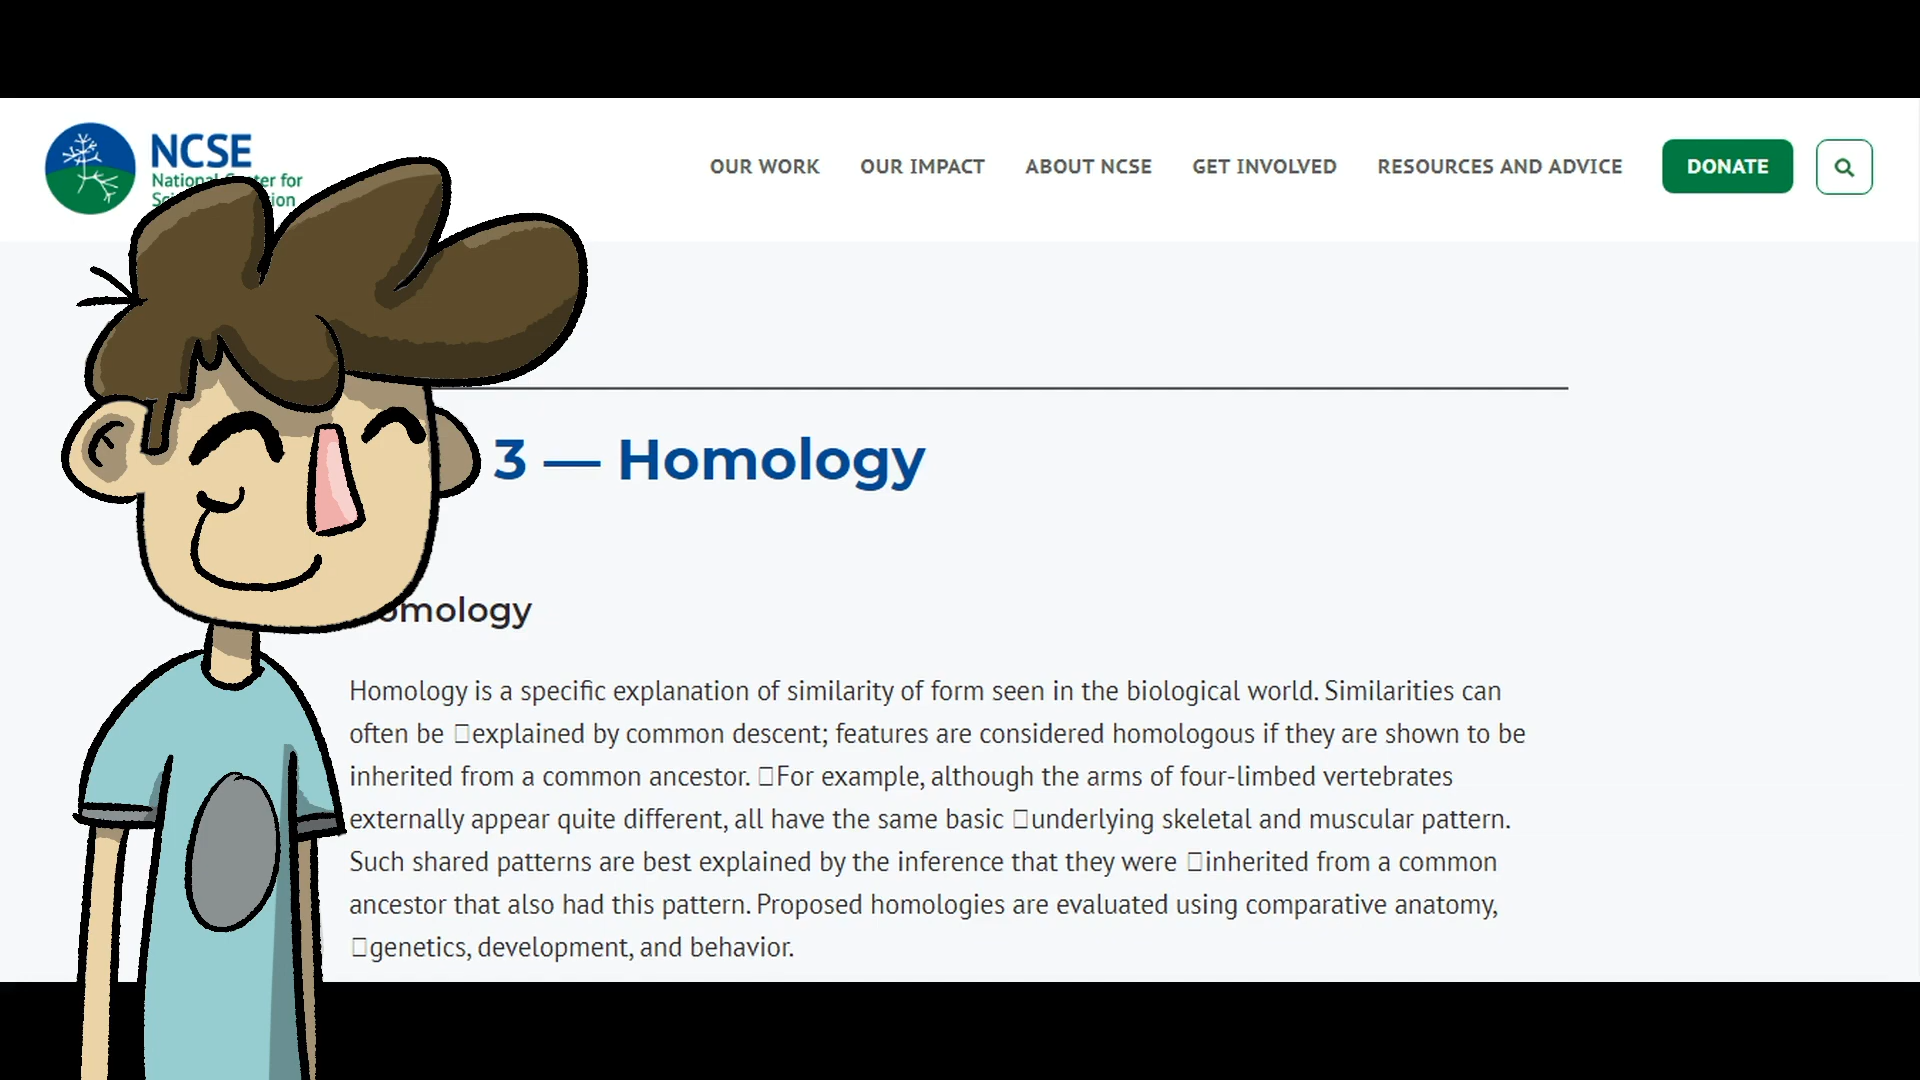 NCSE
National Center for
OUR WORK OUR IMPACT ABOUT NCSE GET INVOLVED RESOURCES AND ADVICE DONATE
3 — Homology
omology
Homology is a specific explanation of similarity of form seen in the biological world. Similarities can
often be □explained by common descent; features are considered homologous if they are shown to be
inherited from a common ancestor. □For example, although the arms of four-limbed vertebrates
externally appear quite different, all have the same basic □underlying skeletal and muscular pattern.
Such shared patterns are best explained by the inference that they were □inherited from a common
ancestor that also had this pattern. Proposed homologies are evaluated using comparative anatomy,
□genetics, development, and behavior.